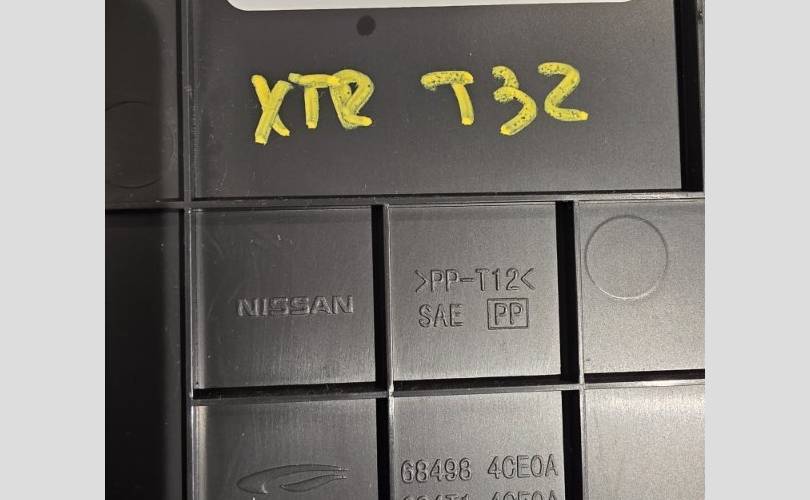 XTR T32
>PP-T12<
NISSAN
SAE PP
68498 4CE0A